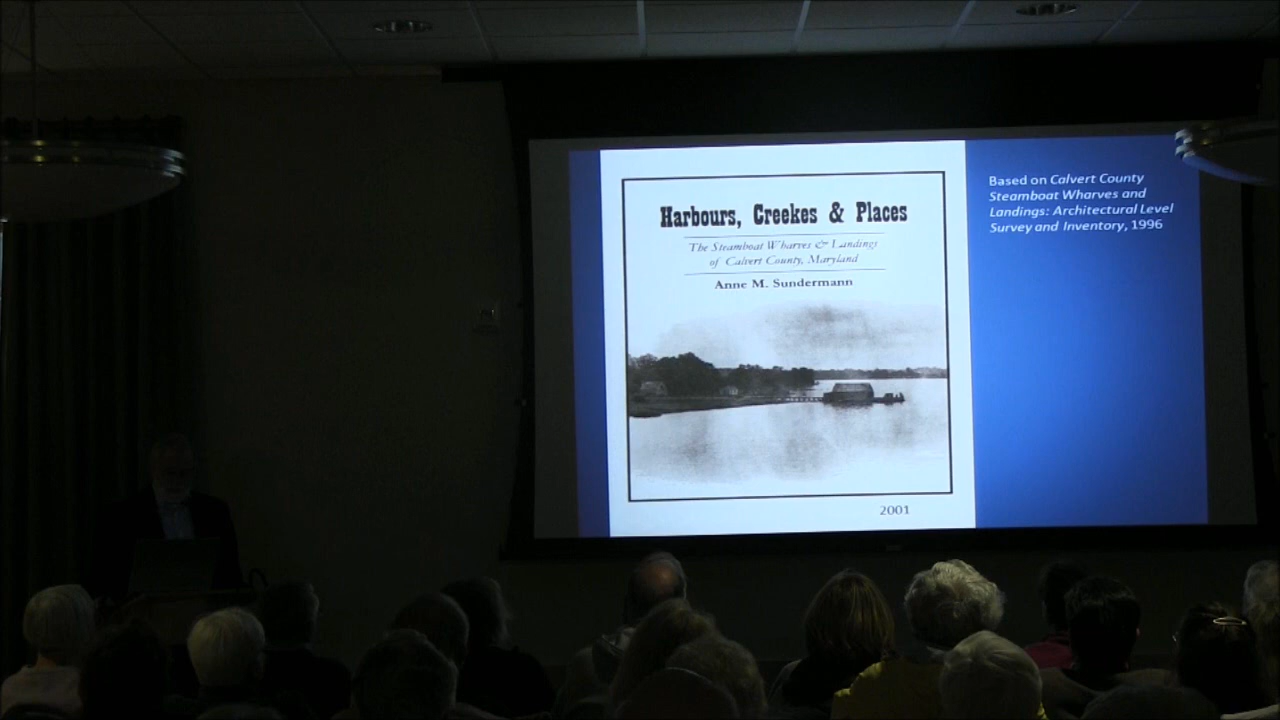 Harbours, Creekes & Places
The Steamboat Wharves & Landings
of Calvert County, Maryland
Anne M. Sundermann
2001
Based on Calvert County
Steamboat Wharves and
Landings: Architectural Level
Survey and Inventory, 1996